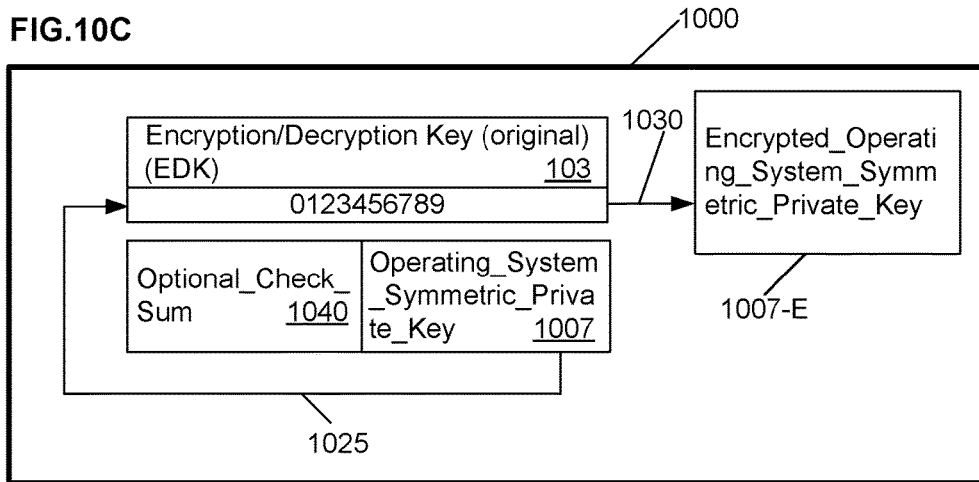 FIG.10C
1000
Encryption/Decryption Key (original)
(EDK) 103
0123456789
1030
Encrypted_Operati
ng_System_Symm
etric_Private_Key
1007-E
Optional_Check_
Sum 1040
Operating_System
_Symmetric_Priva
te_Key 1007
1025